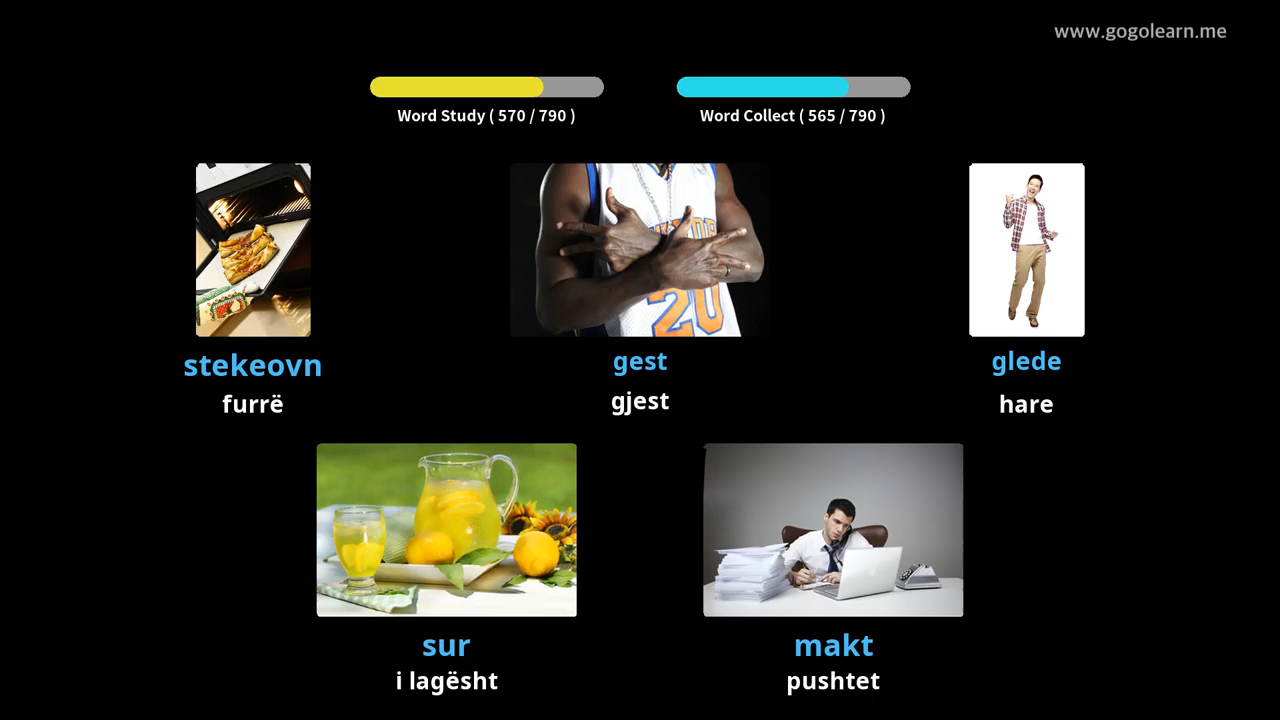 www.gogolearn.me
Word Study ( 570 / 790 )
Word Collect ( 565 / 790 )
20
stekeovn
furrë
gest
gjest
glede
hare
sur
i lagësht
makt
pushtet